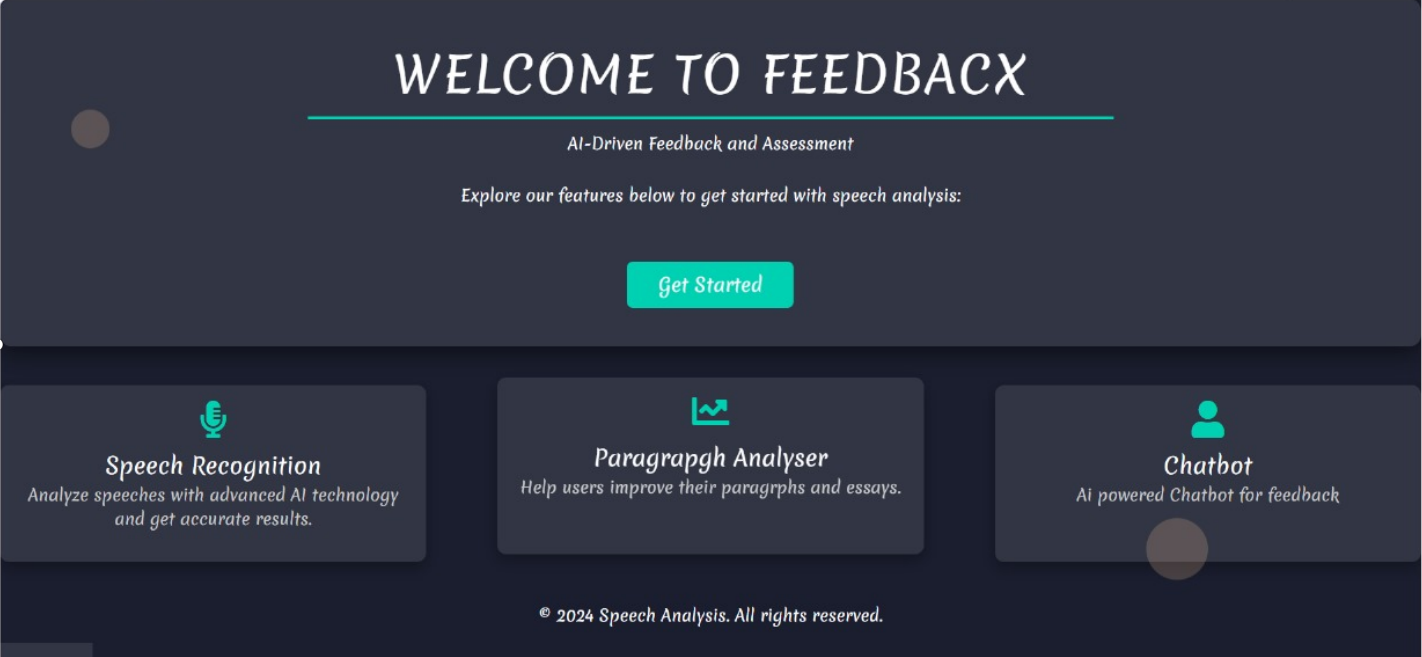 WELCOME TO FEEDBACX
AI-Driven Feedback and Assessment
Explore our features below to get started with speech analysis:
Get Started
Speech Recognition
Analyze speeches with advanced AI technology
and get accurate results.
Paragrapgh Analyser
Help users improve their paragrphs and essays.
Chatbot
Ai powered Chatbot for feedback
© 2024 Speech Analysis. All rights reserved.